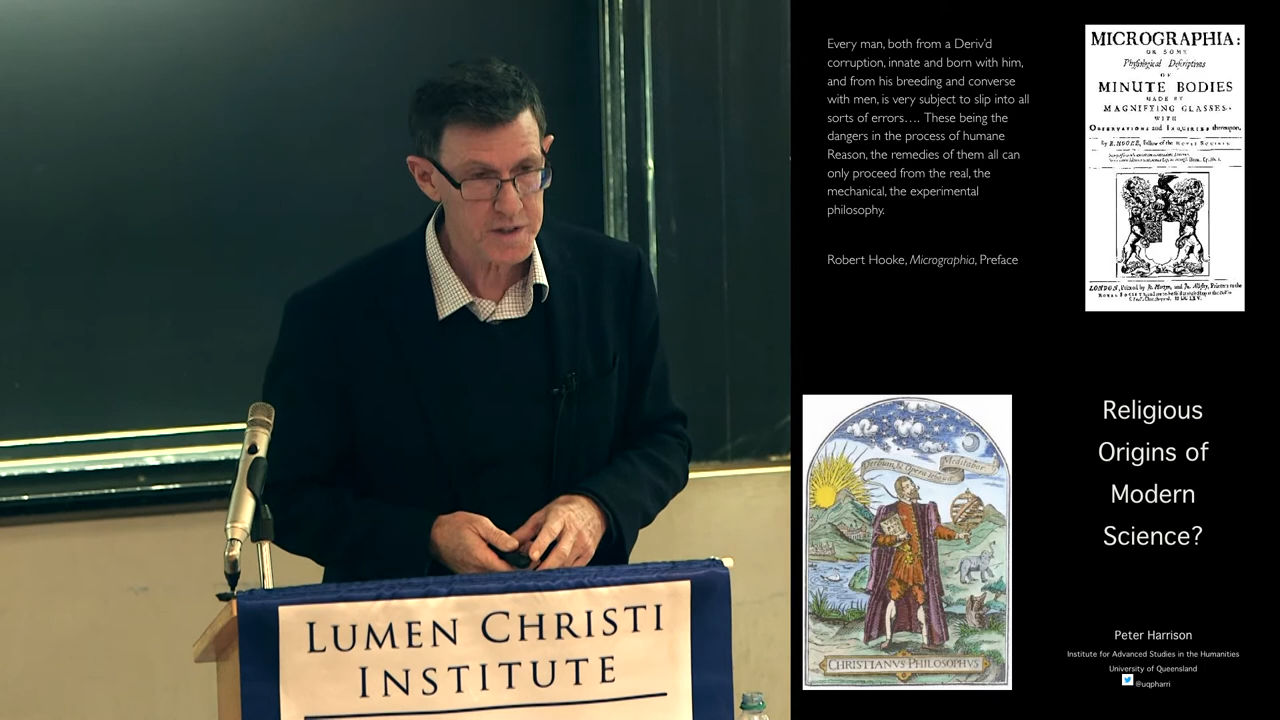 Every man, both from a Deriv'd
corruption, innate and born with him,
and from his breeding and converse
with men, is very subject to slip into all
sorts of errors…. These being the
dangers in the process of humane
Reason, the remedies of them all can
only proceed from the real, the
mechanical, the experimental
philosophy.
Robert Hooke, Micrographia, Preface
MICROGRAPHIA:
OR SOME
Physiological Descriptions
OF
MINUTE BODIES
MADE BY
MAGNIFYING GLASSES.
WITH
OBSERVATIONS and INQUIRIES thereupon.
By R. HOOKE, Fellow of the ROYAL SOCIETY
Meditabor
CHRISTIANVS PHILOSOPHVS
Religious
Origins of
Modern
Science?
Peter Harrison
Institute for Advanced Studies in the Humanities
University of Queensland
@uqpharri
LUMEN CHRISTI
INSTITUTE